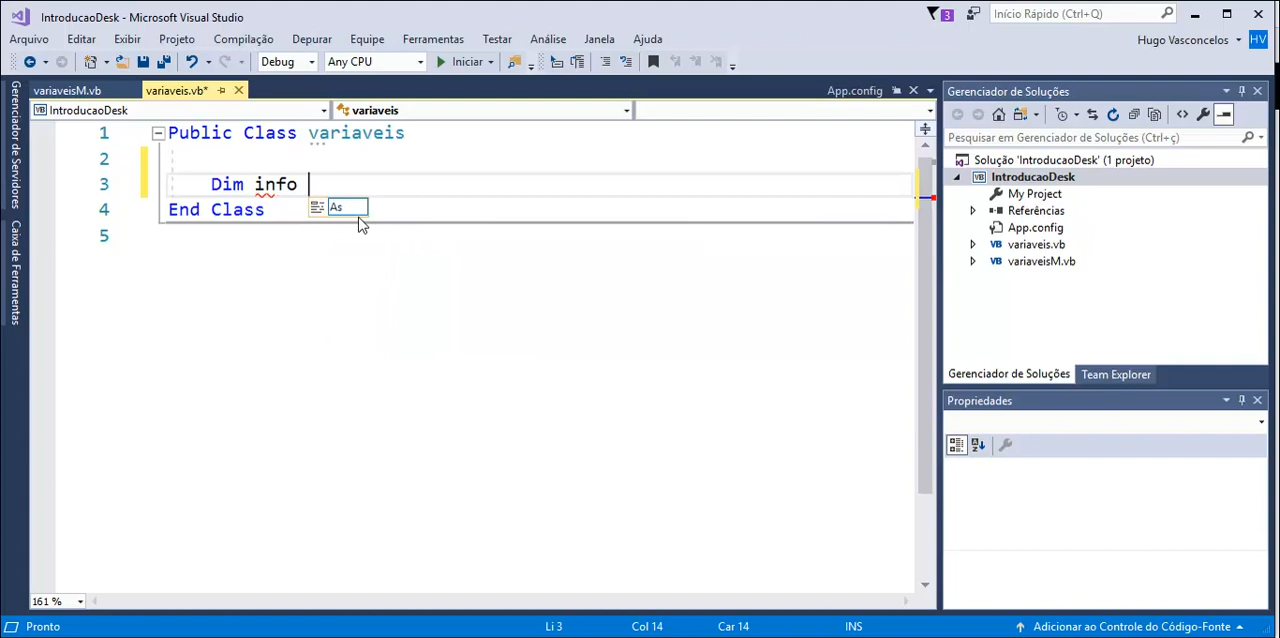 IntroducaoDesk - Microsoft Visual Studio
3
Início Rápido (Ctrl+Q)
Arquivo Editar Exibir Projeto Compilação Depurar Equipe Ferramentas Testar Análise Janela Ajuda
Hugo Vasconcelos
HV
Debug
Any CPU
Iniciar
Gerenciador de Servidores
Caixa de Ferramentas
variaveisM.vb
variaveis.vb*
App.config
IntroducaoDesk
variaveis
1 Public Class variaveis
2
3 Dim info
As
4 End Class
5
161 %
Gerenciador de Soluções
Pesquisar em Gerenciador de Soluções (Ctrl+ç)
Solução 'IntroducaoDesk' (1 projeto)
IntroducaoDesk
My Project
Referências
App.config
variaveis.vb
variaveisM.vb
Gerenciador de Soluções
Team Explorer
Propriedades
Pronto
Li 3
Col 14
Car 14
INS
Adicionar ao Controle do Código-Fonte